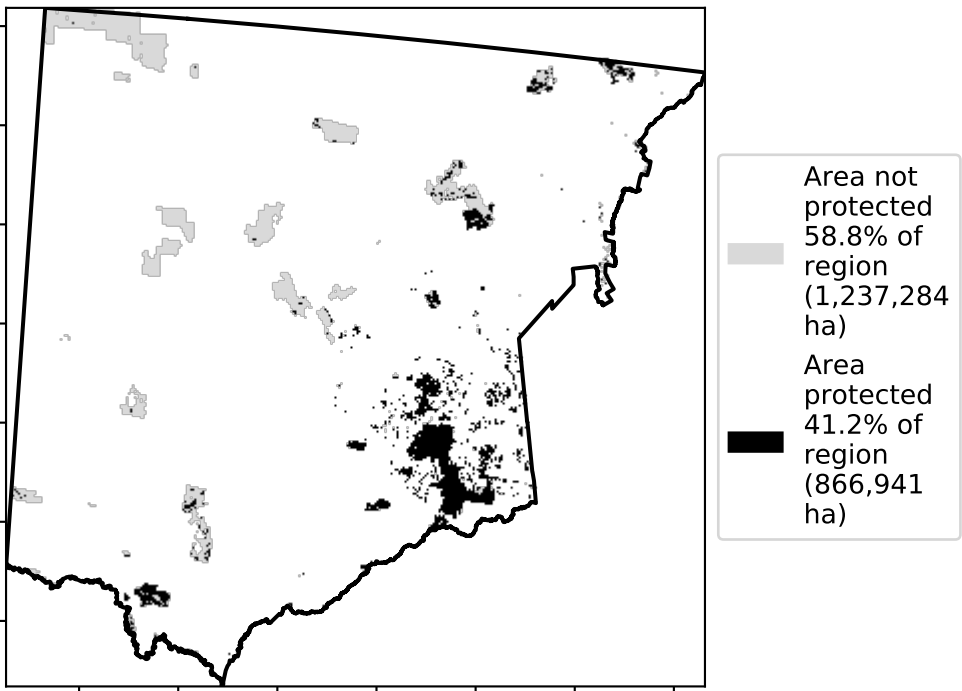 Area not
protected
58.8% of
region
(1,237,284
ha)
Area
protected
41.2% of
region
(866,941
ha)